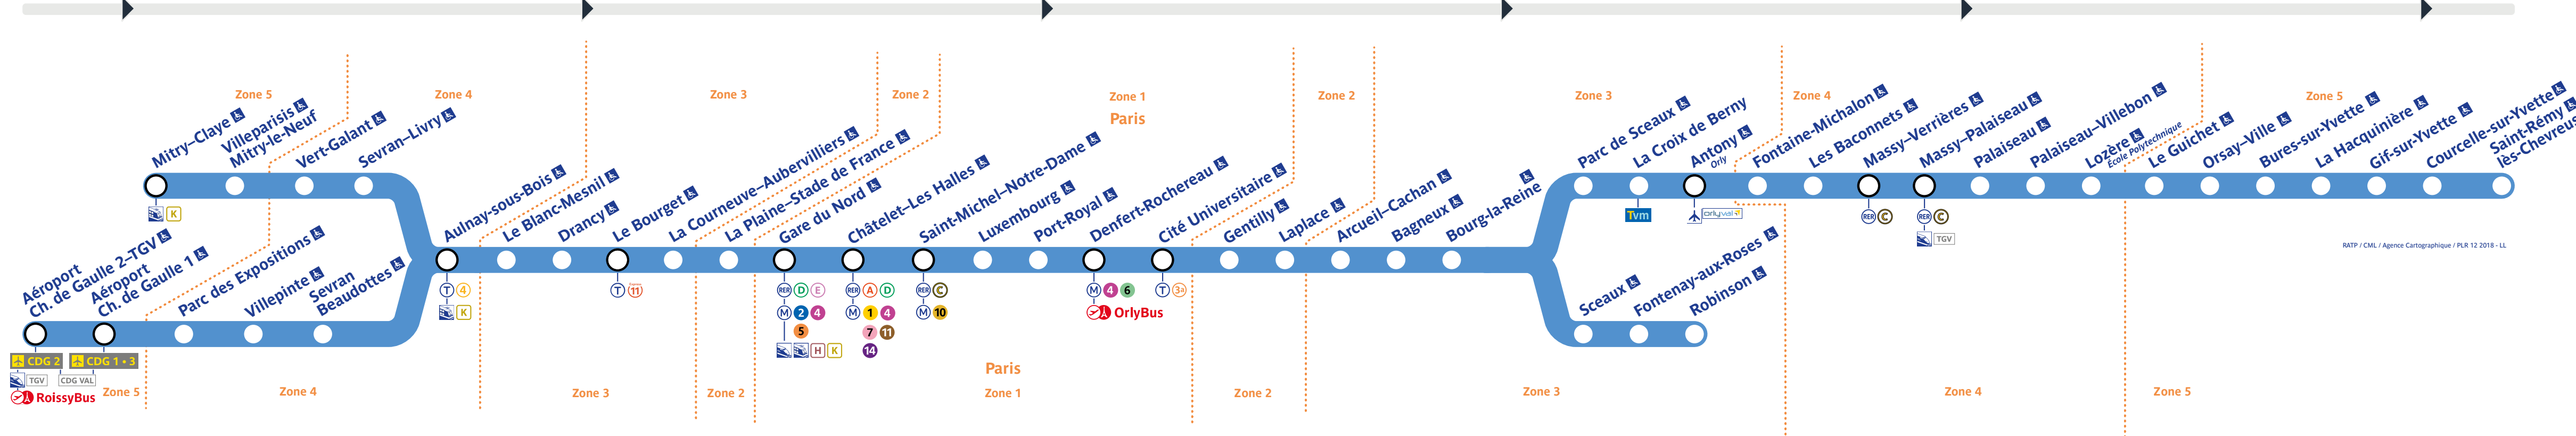 Zone 5
Zone 4
Zone 3
Zone 2
Zone 1
Paris
Zone 2
Zone 3
Zone 4
Zone 5
Mitry–Claye
Villeparisis
Mitry-le-Neuf
Vert-Galant
Sevran–Livry
K
Aéroport
Ch. de Gaulle 2–TGV
Aéroport
Ch. de Gaulle 1
Parc des Expositions
Villepinte
Sevran
Beaudottes
CDG 2
CDG 1 • 3
TGV
CDG VAL
RoissyBus
Aulnay-sous-Bois
T 4
K
Le Blanc-Mesnil
Drancy
Le Bourget
T 11
La Courneuve–Aubervilliers
La Plaine–Stade de France
Gare du Nord
RER D E
M 2 4
5
H K
Châtelet–Les Halles
RER A D
M 1 4
7 11
14
Saint-Michel–Notre-Dame
RER C
M 10
Luxembourg
Port-Royal
Denfert-Rochereau
M 4 6
OrlyBus
Cité Universitaire
T 3a
Gentilly
Laplace
Arcueil–Cachan
Bagneux
Bourg-la-Reine
Parc de Sceaux
La Croix de Berny
Tvm
Antony
Orly
orlyval
Fontaine-Michalon
Les Baconnets
Massy–Verrières
RER C
Massy–Palaiseau
RER C
TGV
Palaiseau
Palaiseau–Villebon
Lozère
École Polytechnique
Le Guichet
Orsay–Ville
Bures-sur-Yvette
La Hacquinière
Gif-sur-Yvette
Courcelle-sur-Yvette
Saint-Rémy
lès-Chevreuse
Sceaux
Fontenay-aux-Roses
Robinson
RATP / CML / Agence Cartographique / PLR 12 2018 - LL
Zone 5
Zone 4
Zone 3
Zone 2
Paris
Zone 1
Zone 2
Zone 3
Zone 4
Zone 5